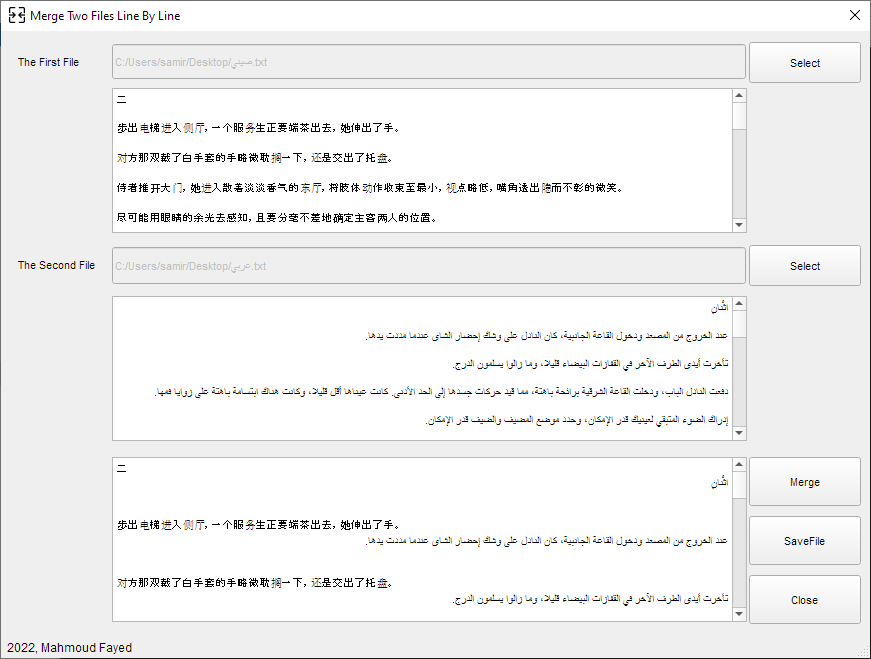 Merge Two Files Line By Line
The First File
C:/Users/samir/Desktop/صيني.txt
Select
二
步出电梯进入侧厅，一个服务生正要端茶出去，她伸出了手。
对方那双戴了白手套的手略微耽搁一下，还是交出了托盘。
侍者推开大门，她进入散着淡淡香气的东厅，将肢体动作收束至最小，视点略低，嘴角透出隐而不彰的微笑。
尽可能用眼睛的余光去感知，且要分毫不差地确定主客两人的位置。
The Second File
C:/Users/samir/Desktop/عربي.txt
Select
اثْنان
عند الخروج من المصعد ودخول القاعة الجانبية، كان النادل على وشك إحضار الشاى عندما مددت يدها.
تأخرت أيدى الطرف الآخر في القفازات البيضاء قليلا، وما زالوا يسلمون الدرج.
دفعت النادل الباب، ودخلت القاعة الشرقية برائحة باهتة، مما قيد حركات جسدها إلى الحد الأدنى. كانت عيناها أقل قليلا، وكانت هناك ابتسامة باهتة على زوايا فمها.
إدراك الضوء المتبقي لعينيك قدر الإمكان، وحدد موضع المضيف والضيف قدر الإمكان.
二
اثْنان
步出电梯进入侧厅，一个服务生正要端茶出去，她伸出了手。
عند الخروج من المصعد ودخول القاعة الجانبية، كان النادل على وشك إحضار الشاى عندما مددت يدها.
对方那双戴了白手套的手略微耽搁一下，还是交出了托盘。
تأخرت أيدى الطرف الآخر في القفازات البيضاء قليلا، وما زالوا يسلمون الدرج.
Merge
SaveFile
Close
2022, Mahmoud Fayed